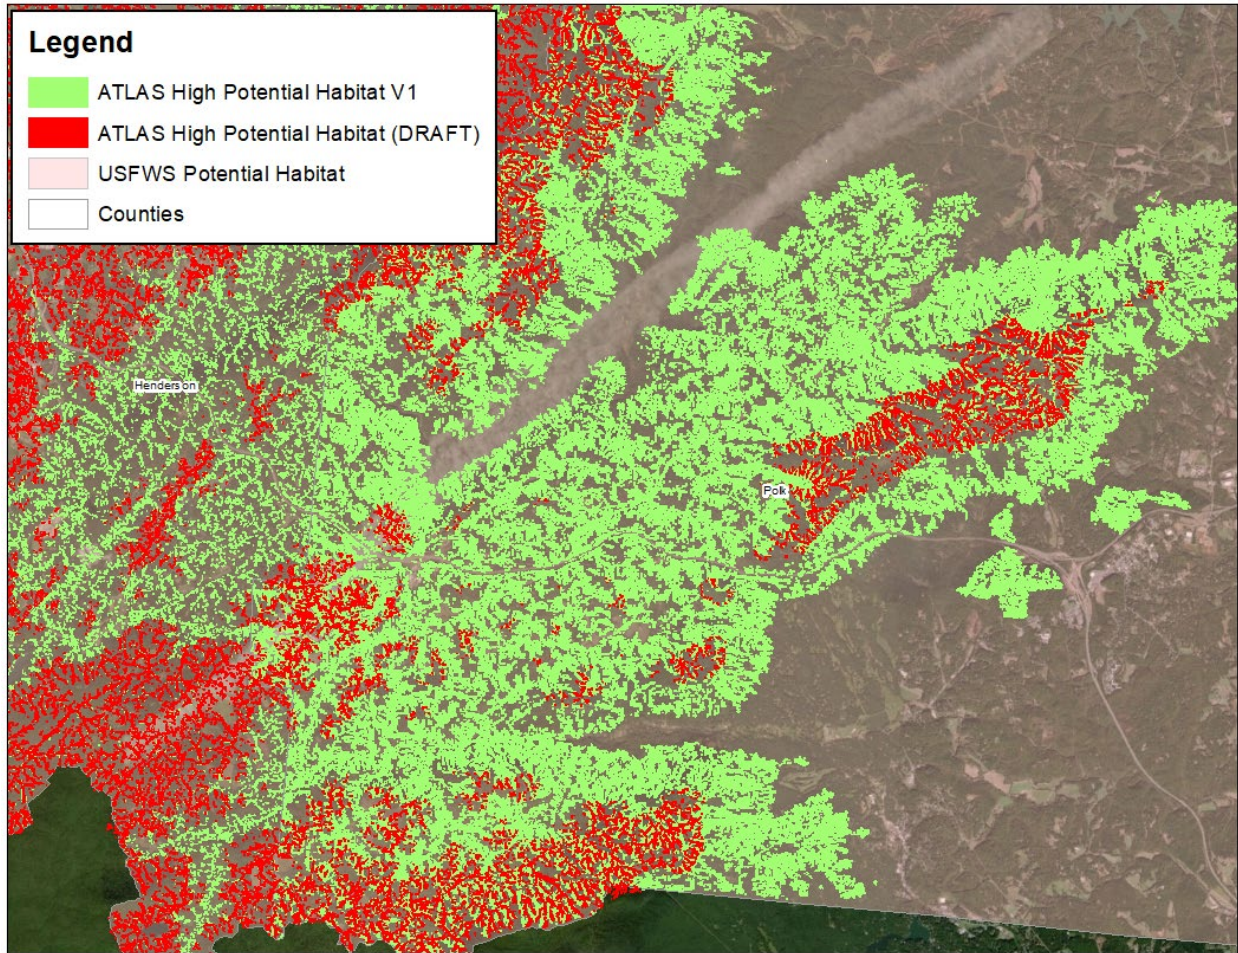 Legend
ATLAS High Potential Habitat V1
ATLAS High Potential Habitat (DRAFT)
USFWS Potential Habitat
Counties
Henderson
Polk